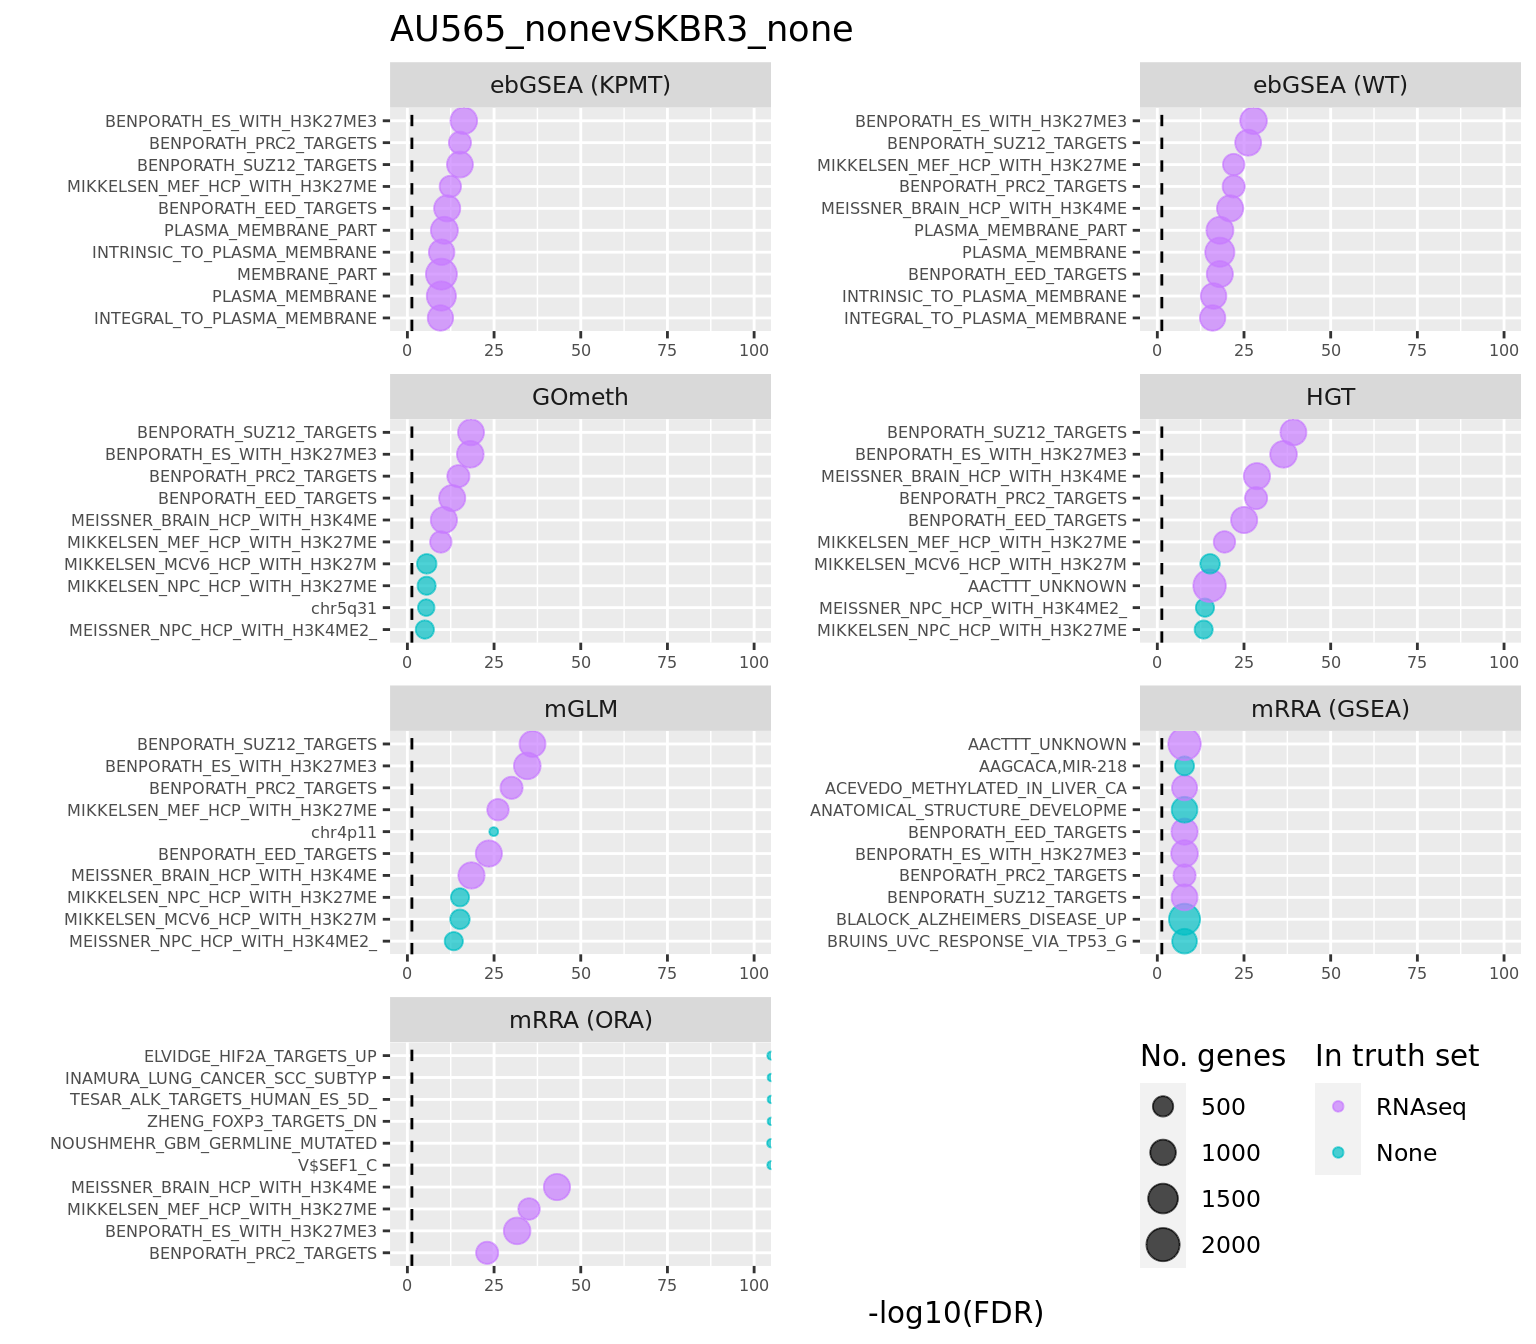 AU565_nonevSKBR3_none
ebGSEA (KPMT)
BENPORATH_ES_WITH_H3K27ME3
BENPORATH_PRC2_TARGETS
BENPORATH_SUZ12_TARGETS
MIKKELSEN_MEF_HCP_WITH_H3K27ME
BENPORATH_EED_TARGETS
PLASMA_MEMBRANE_PART
INTRINSIC_TO_PLASMA_MEMBRANE
MEMBRANE_PART
PLASMA_MEMBRANE
INTEGRAL_TO_PLASMA_MEMBRANE
0 25 50 75 100
ebGSEA (WT)
BENPORATH_ES_WITH_H3K27ME3
BENPORATH_SUZ12_TARGETS
MIKKELSEN_MEF_HCP_WITH_H3K27ME
BENPORATH_PRC2_TARGETS
MEISSNER_BRAIN_HCP_WITH_H3K4ME
PLASMA_MEMBRANE_PART
PLASMA_MEMBRANE
BENPORATH_EED_TARGETS
INTRINSIC_TO_PLASMA_MEMBRANE
INTEGRAL_TO_PLASMA_MEMBRANE
0 25 50 75 100
GOmeth
BENPORATH_SUZ12_TARGETS
BENPORATH_ES_WITH_H3K27ME3
BENPORATH_PRC2_TARGETS
BENPORATH_EED_TARGETS
MEISSNER_BRAIN_HCP_WITH_H3K4ME
MIKKELSEN_MEF_HCP_WITH_H3K27ME
MIKKELSEN_MCV6_HCP_WITH_H3K27M
MIKKELSEN_NPC_HCP_WITH_H3K27ME
chr5q31
MEISSNER_NPC_HCP_WITH_H3K4ME2_
0 25 50 75 100
HGT
BENPORATH_SUZ12_TARGETS
BENPORATH_ES_WITH_H3K27ME3
MEISSNER_BRAIN_HCP_WITH_H3K4ME
BENPORATH_PRC2_TARGETS
BENPORATH_EED_TARGETS
MIKKELSEN_MEF_HCP_WITH_H3K27ME
MIKKELSEN_MCV6_HCP_WITH_H3K27M
AACTTT_UNKNOWN
MEISSNER_NPC_HCP_WITH_H3K4ME2_
MIKKELSEN_NPC_HCP_WITH_H3K27ME
0 25 50 75 100
mGLM
BENPORATH_SUZ12_TARGETS
BENPORATH_ES_WITH_H3K27ME3
BENPORATH_PRC2_TARGETS
MIKKELSEN_MEF_HCP_WITH_H3K27ME
chr4p11
BENPORATH_EED_TARGETS
MEISSNER_BRAIN_HCP_WITH_H3K4ME
MIKKELSEN_NPC_HCP_WITH_H3K27ME
MIKKELSEN_MCV6_HCP_WITH_H3K27M
MEISSNER_NPC_HCP_WITH_H3K4ME2_
0 25 50 75 100
mRRA (GSEA)
AACTTT_UNKNOWN
AAGCACA,MIR-218
ACEVEDO_METHYLATED_IN_LIVER_CA
ANATOMICAL_STRUCTURE_DEVELOPME
BENPORATH_EED_TARGETS
BENPORATH_ES_WITH_H3K27ME3
BENPORATH_PRC2_TARGETS
BENPORATH_SUZ12_TARGETS
BLALOCK_ALZHEIMERS_DISEASE_UP
BRUINS_UVC_RESPONSE_VIA_TP53_G
0 25 50 75 100
mRRA (ORA)
ELVIDGE_HIF2A_TARGETS_UP
INAMURA_LUNG_CANCER_SCC_SUBTYP
TESAR_ALK_TARGETS_HUMAN_ES_5D_
ZHENG_FOXP3_TARGETS_DN
NOUSHMEHR_GBM_GERMLINE_MUTATED
V$SEF1_C
MEISSNER_BRAIN_HCP_WITH_H3K4ME
MIKKELSEN_MEF_HCP_WITH_H3K27ME
BENPORATH_ES_WITH_H3K27ME3
BENPORATH_PRC2_TARGETS
0 25 50 75 100
No. genes
500
1000
1500
2000
In truth set
RNAseq
None
-log10(FDR)